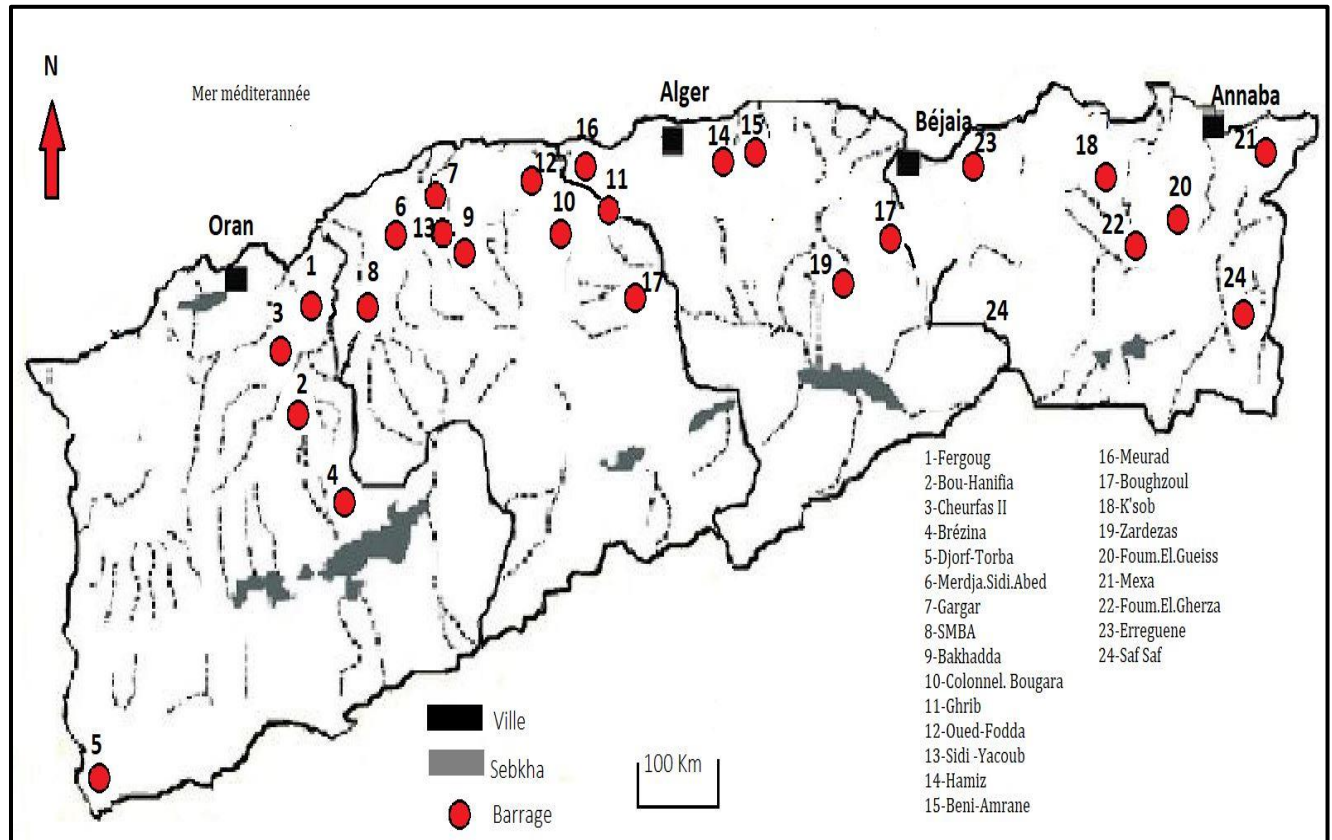 N
Mer méditerannée
Oran
Alger
Béjaia
Annaba
16
15
14
12
7
11
6
13
9
10
17
1
8
3
2
4
5
23
18
21
20
22
17
19
24
24
Ville
Sebkha
Barrage
100 Km
1-Fergoug
2-Bou-Hanifia
3-Cheurfas II
4-Brézina
5-Djorf-Torba
6-Merdja.Sidi.Abed
7-Gargar
8-SMBA
9-Bakhadda
10-Colonnel. Bougara
11-Ghrib
12-Oued-Fodda
13-Sidi -Yacoub
14-Hamiz
15-Beni-Amrane
16-Meurad
17-Boughzoul
18-K'sob
19-Zardezas
20-Foum.El.Gueiss
21-Mexa
22-Foum.El.Gherza
23-Erreguene
24-Saf Saf